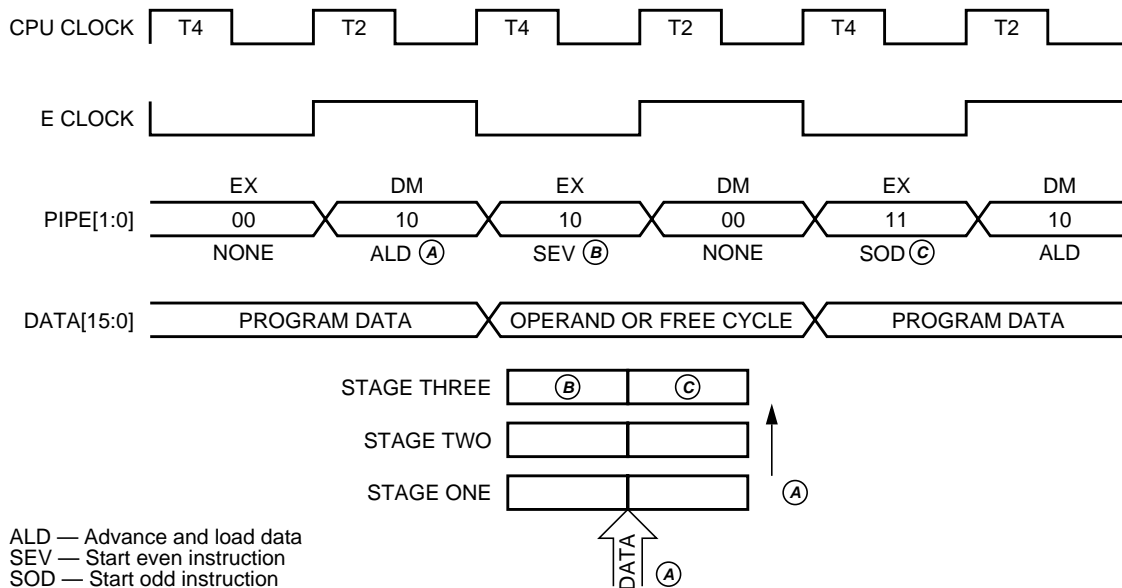 CPU CLOCK T4 T2 T4 T2 T4 T2
E CLOCK
EX DM EX DM EX DM
PIPE[1:0] 00 10 10 00 11 10
NONE ALD A SEV B NONE SOD C ALD
DATA[15:0] PROGRAM DATA OPERAND OR FREE CYCLE PROGRAM DATA
STAGE THREE B C
STAGE TWO
STAGE ONE A
ALD — Advance and load data
SEV — Start even instruction
SOD — Start odd instruction
DATA A